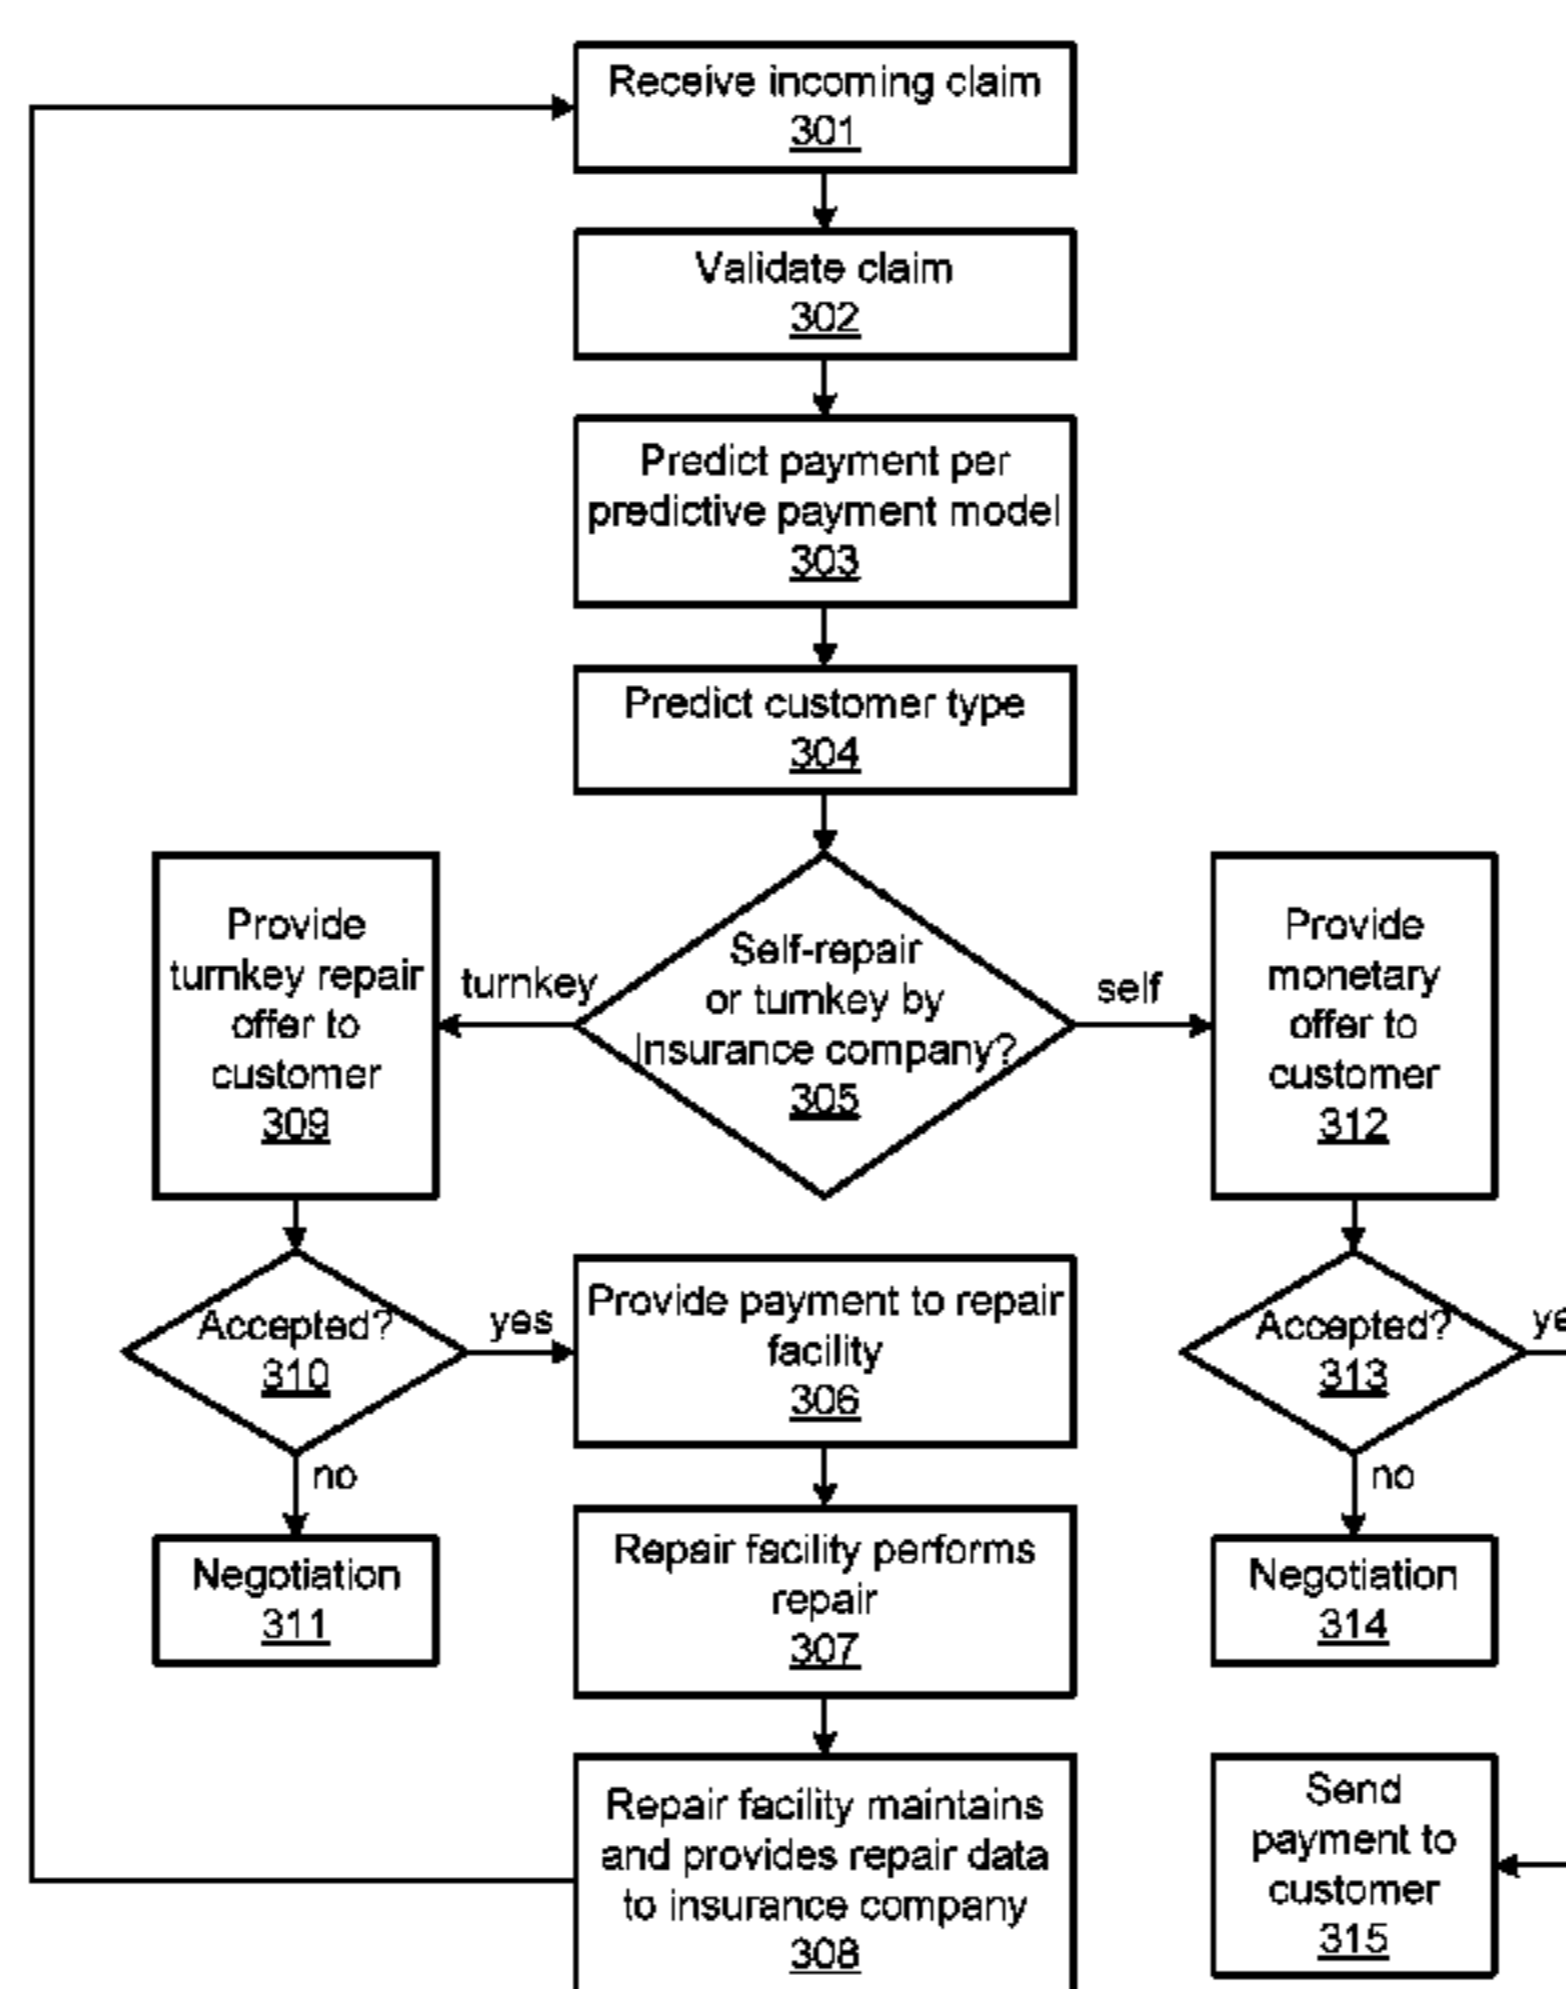 Receive incoming claim
301
Validate claim
302
Predict payment per
predictive payment model
303
Predict customer type
304
Provide
turnkey repair
offer to
customer
309
turnkey
Self-repair
or turnkey by
insurance company?
305
self
Provide
monetary
offer to
customer
312
Accepted?
310
yes
no
Negotiation
311
Provide payment to repair
facility
306
Repair facility performs
repair
307
Repair facility maintains
and provides repair data
to insurance company
308
Accepted?
313
ye
no
Negotiation
314
Send
payment to
customer
315